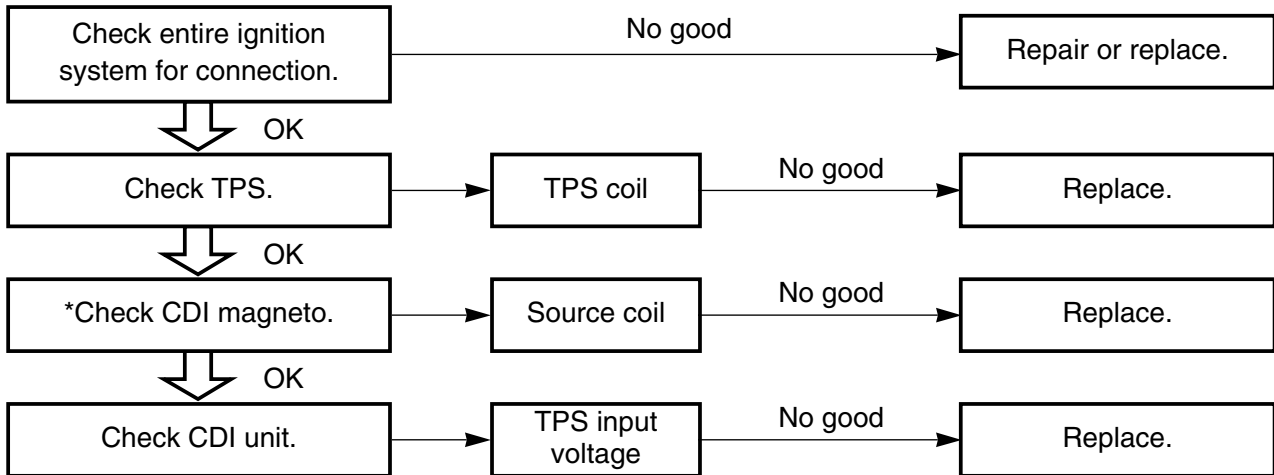 Check entire ignition
system for connection.
No good
Repair or replace.
OK
Check TPS.
TPS coil
No good
Replace.
OK
*Check CDI magneto.
Source coil
No good
Replace.
OK
Check CDI unit.
TPS input
voltage
No good
Replace.